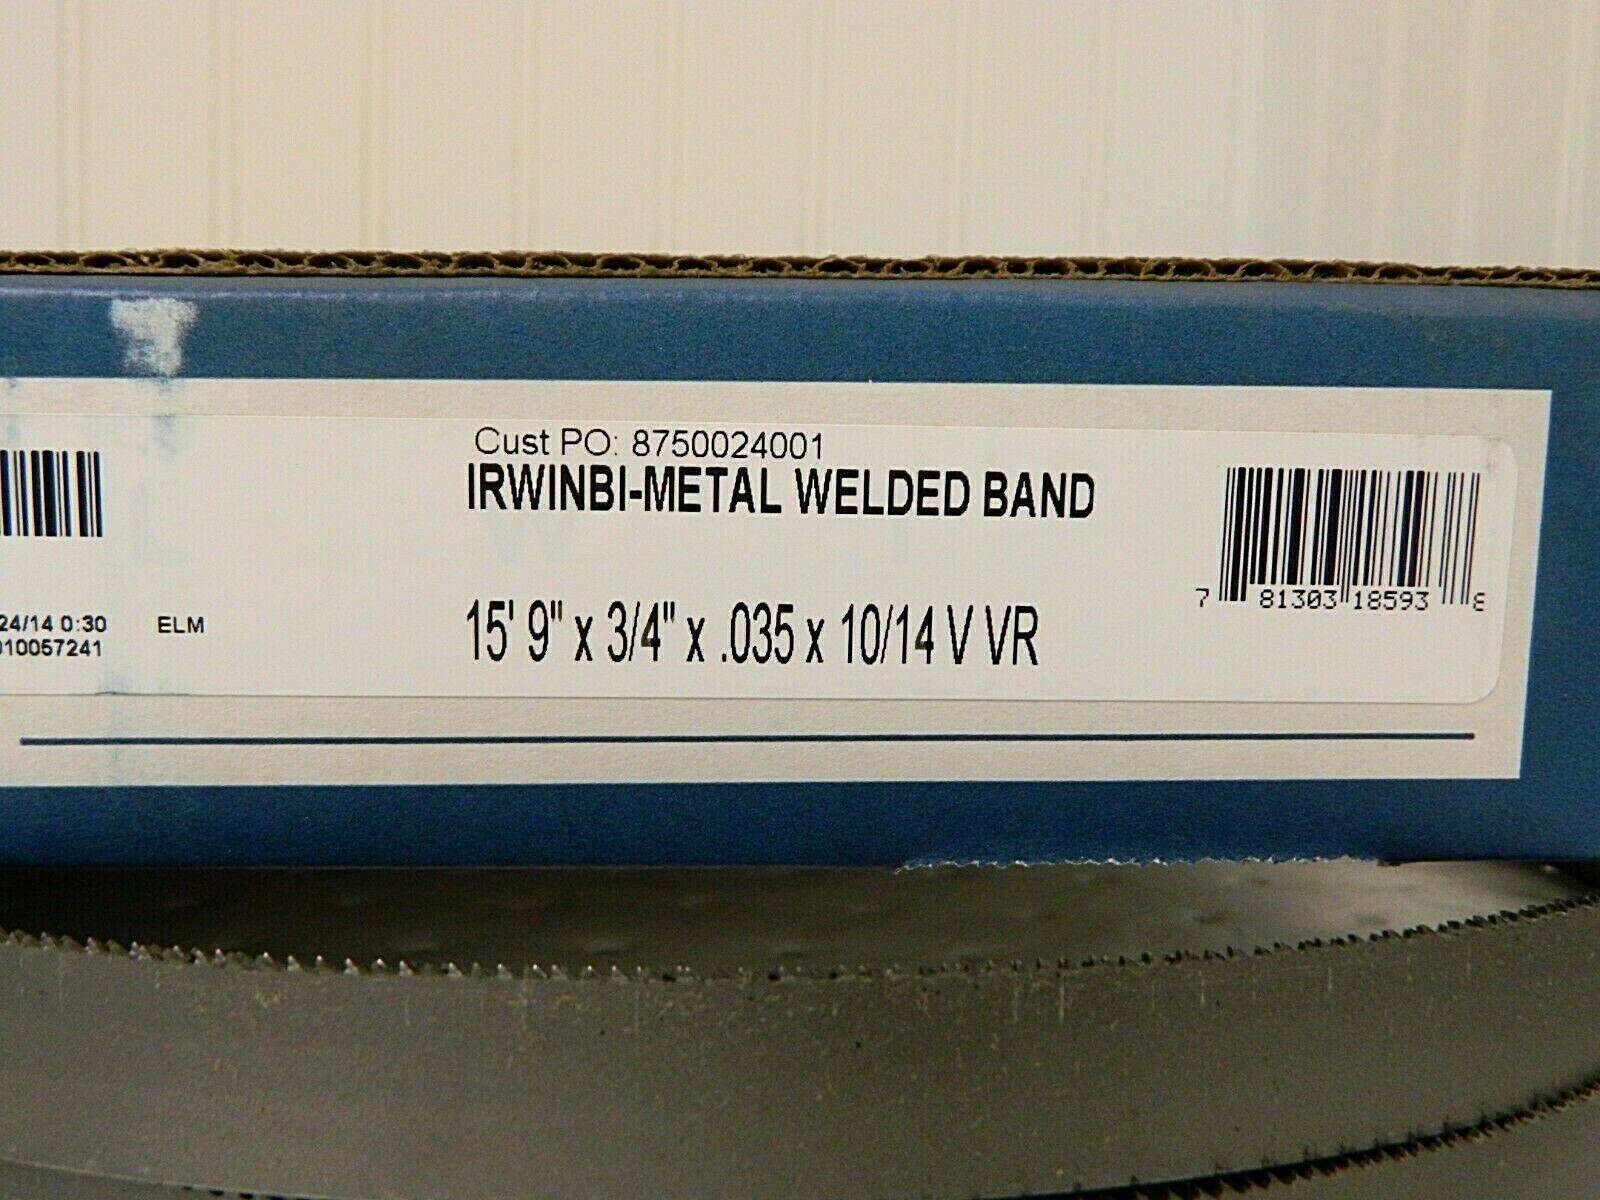 Cust PO: 8750024001
IRWINBI-METAL WELDED BAND
15' 9" x 3/4" x .035 x 10/14 V VR
7 81303 18593 8
24/14 0:30 ELM
010057241